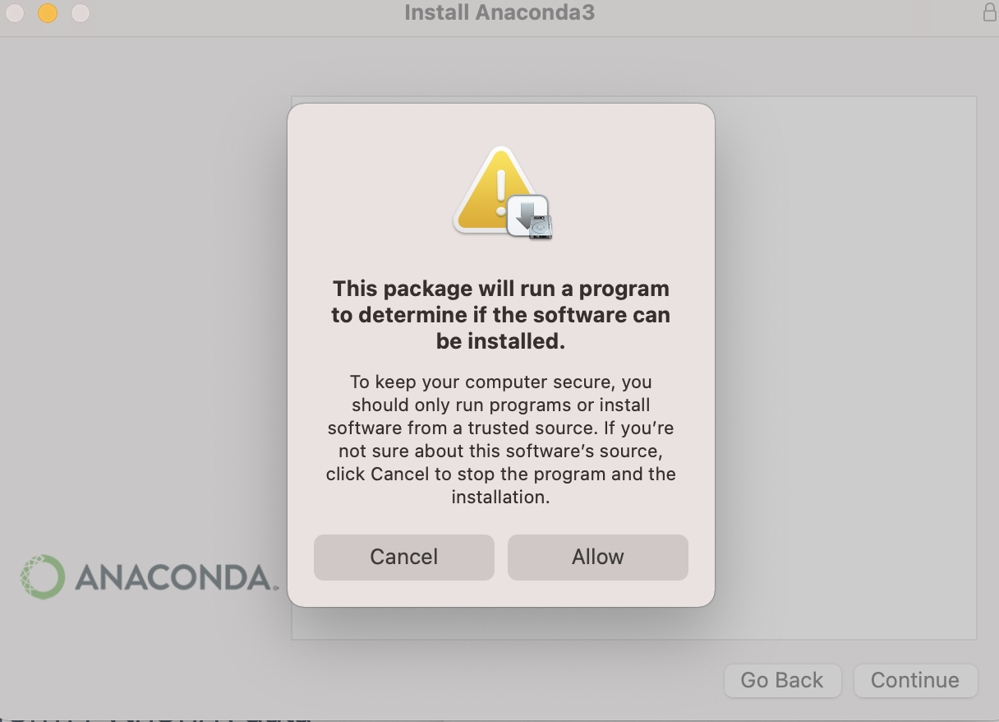 Install Anaconda3
This package will run a program
to determine if the software can
be installed.
To keep your computer secure, you
should only run programs or install
software from a trusted source. If you’re
not sure about this software’s source,
click Cancel to stop the program and the
installation.
Cancel
Allow
ANACONDA.
Go Back
Continue